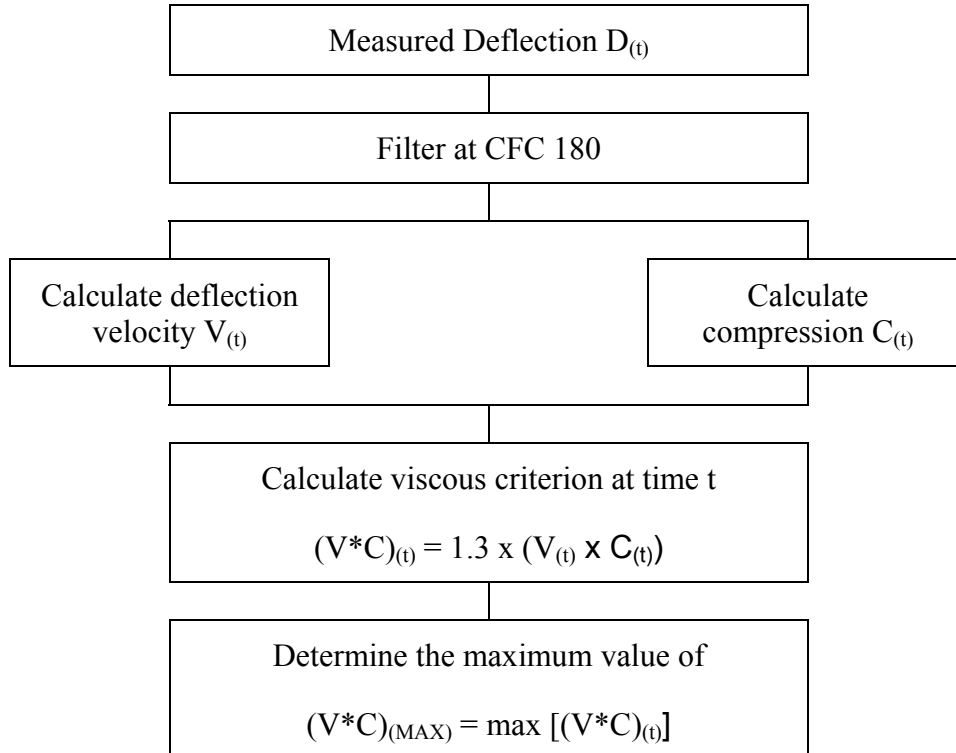 Measured Deflection D(t)
Filter at CFC 180
Calculate deflection
velocity V(t)
Calculate
compression C(t)
Calculate viscous criterion at time t
(V*C)(t) = 1.3 x (V(t) x C(t))
Determine the maximum value of
(V*C)(MAX) = max [(V*C)(t)]